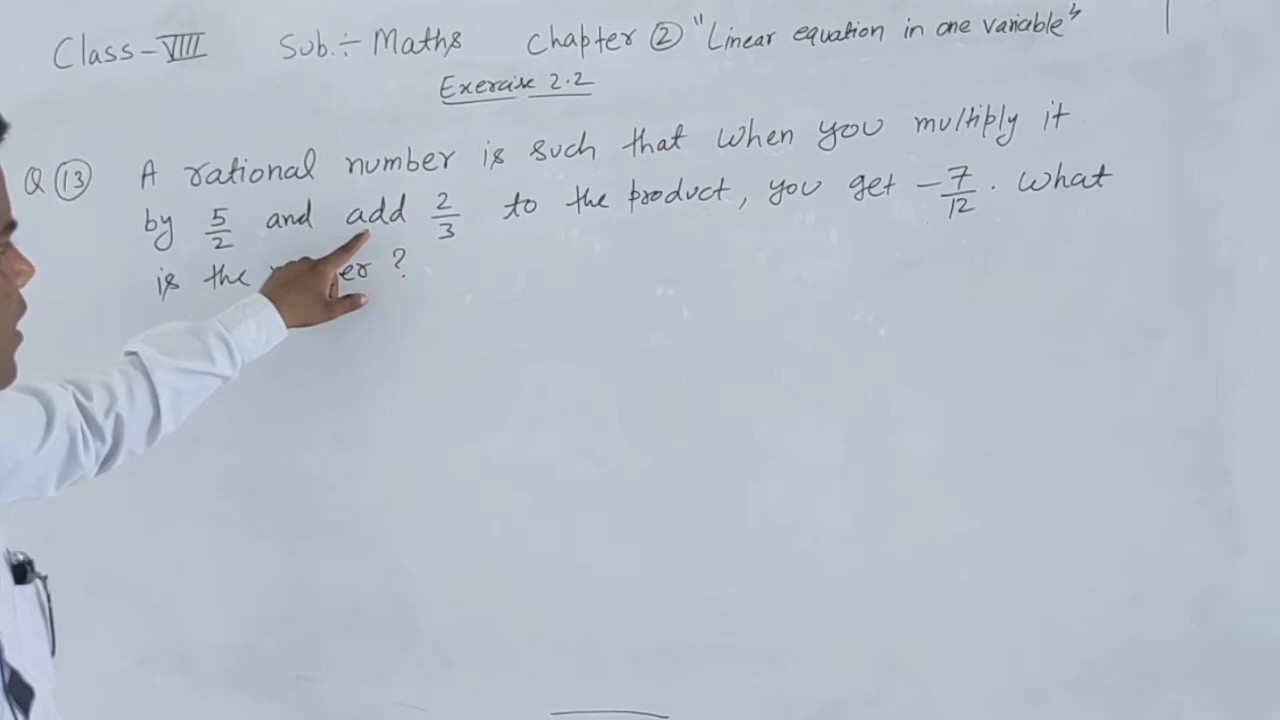 Class-VIII Sub.÷ Maths Chapter ② "Linear equation in one variable"
Exercise 2.2
Q ⑬ A rational number is such that when you multiply it
by 5/2 and add 2/3 to the product, you get -7/12. What
is the ?